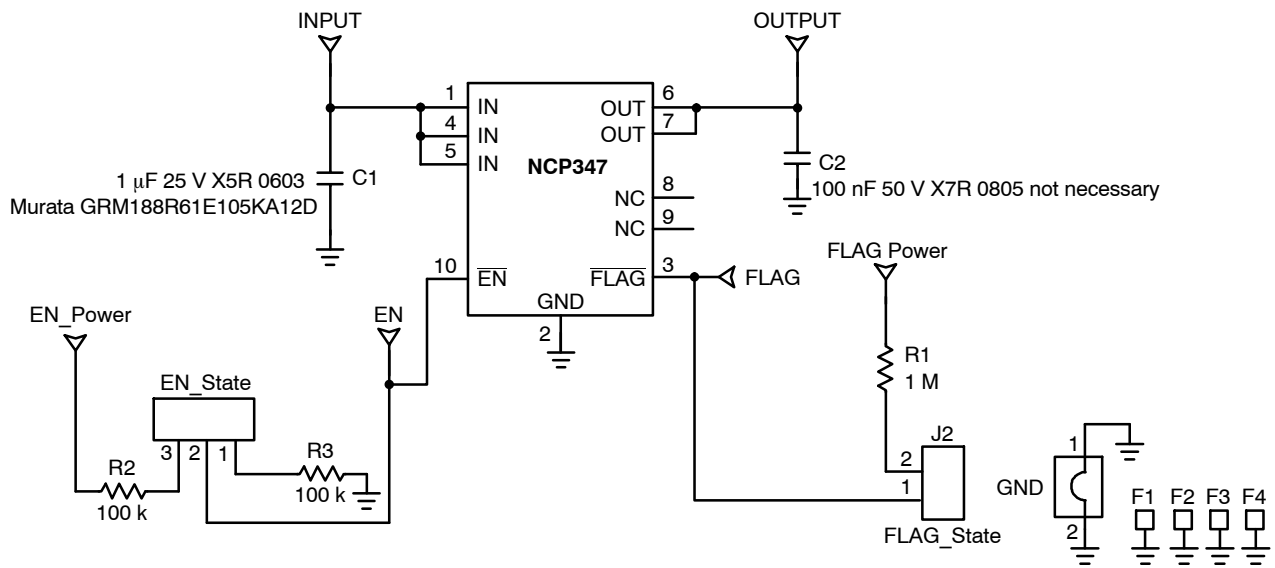 INPUT
OUTPUT
1
IN
4
IN
5
IN
OUT
6
OUT
7
NCP347
1 μF 25 V X5R 0603
Murata GRM188R61E105KA12D
C1
C2
100 nF 50 V X7R 0805 not necessary
NC
8
NC
9
10
EN
FLAG
3
FLAG
GND
2
FLAG Power
EN_Power
EN
R1
1 M
EN_State
3
2
1
R2
100 k
R3
100 k
J2
2
1
FLAG_State
1
GND
2
F1
F2
F3
F4